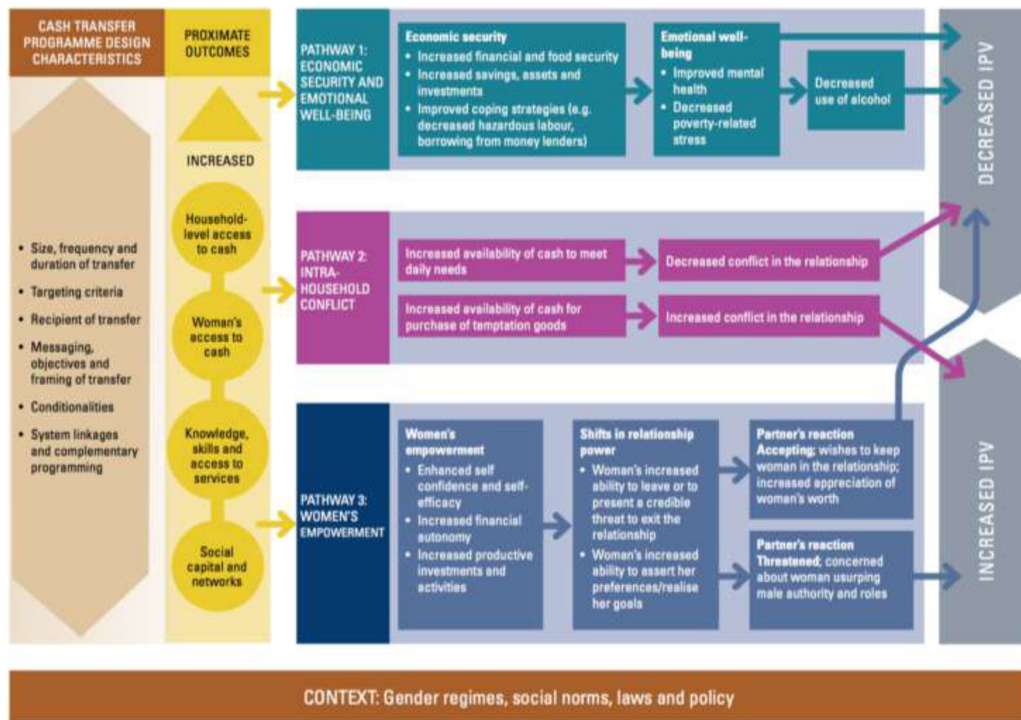 CASH TRANSFER
PROGRAMME DESIGN
CHARACTERISTICS
• Size, frequency and
duration of transfer
• Targeting criteria
• Recipient of transfer
• Messaging,
objectives and
framing of transfer
• Conditionalities
• System linkages
and complementary
programming
PROXIMATE
OUTCOMES
INCREASED
Household-
level access
to cash
Woman's
access to
cash
Knowledge,
skills and
access to
services
Social
capital and
networks
PATHWAY 1:
ECONOMIC
SECURITY AND
EMOTIONAL
WELL-BEING
Economic security
• Increased financial and food security
• Increased savings, assets and
investments
• Improved coping strategies (e.g.
decreased hazardous labour,
borrowing from money lenders)
Emotional well-
being
• Improved mental
health
• Decreased
poverty-related
stress
Decreased
use of alcohol
PATHWAY 2:
INTRA-
HOUSEHOLD
CONFLICT
Increased availability of cash to meet
daily needs
Decreased conflict in the relationship
Increased availability of cash for
purchase of temptation goods
Increased conflict in the relationship
PATHWAY 3:
WOMEN'S
EMPOWERMENT
Women's
empowerment
• Enhanced self
confidence and self-
efficacy
• Increased financial
autonomy
• Increased productive
investments and
activities
Shifts in relationship
power
• Woman's increased
ability to leave or to
present a credible
threat to exit the
relationship
• Woman's increased
ability to assert her
preferences/realise
her goals
Partner's reaction
Accepting; wishes to keep
woman in the relationship;
increased appreciation of
woman's worth
Partner's reaction
Threatened; concerned
about woman usurping
male authority and roles
DECREASED IPV
INCREASED IPV
CONTEXT: Gender regimes, social norms, laws and policy